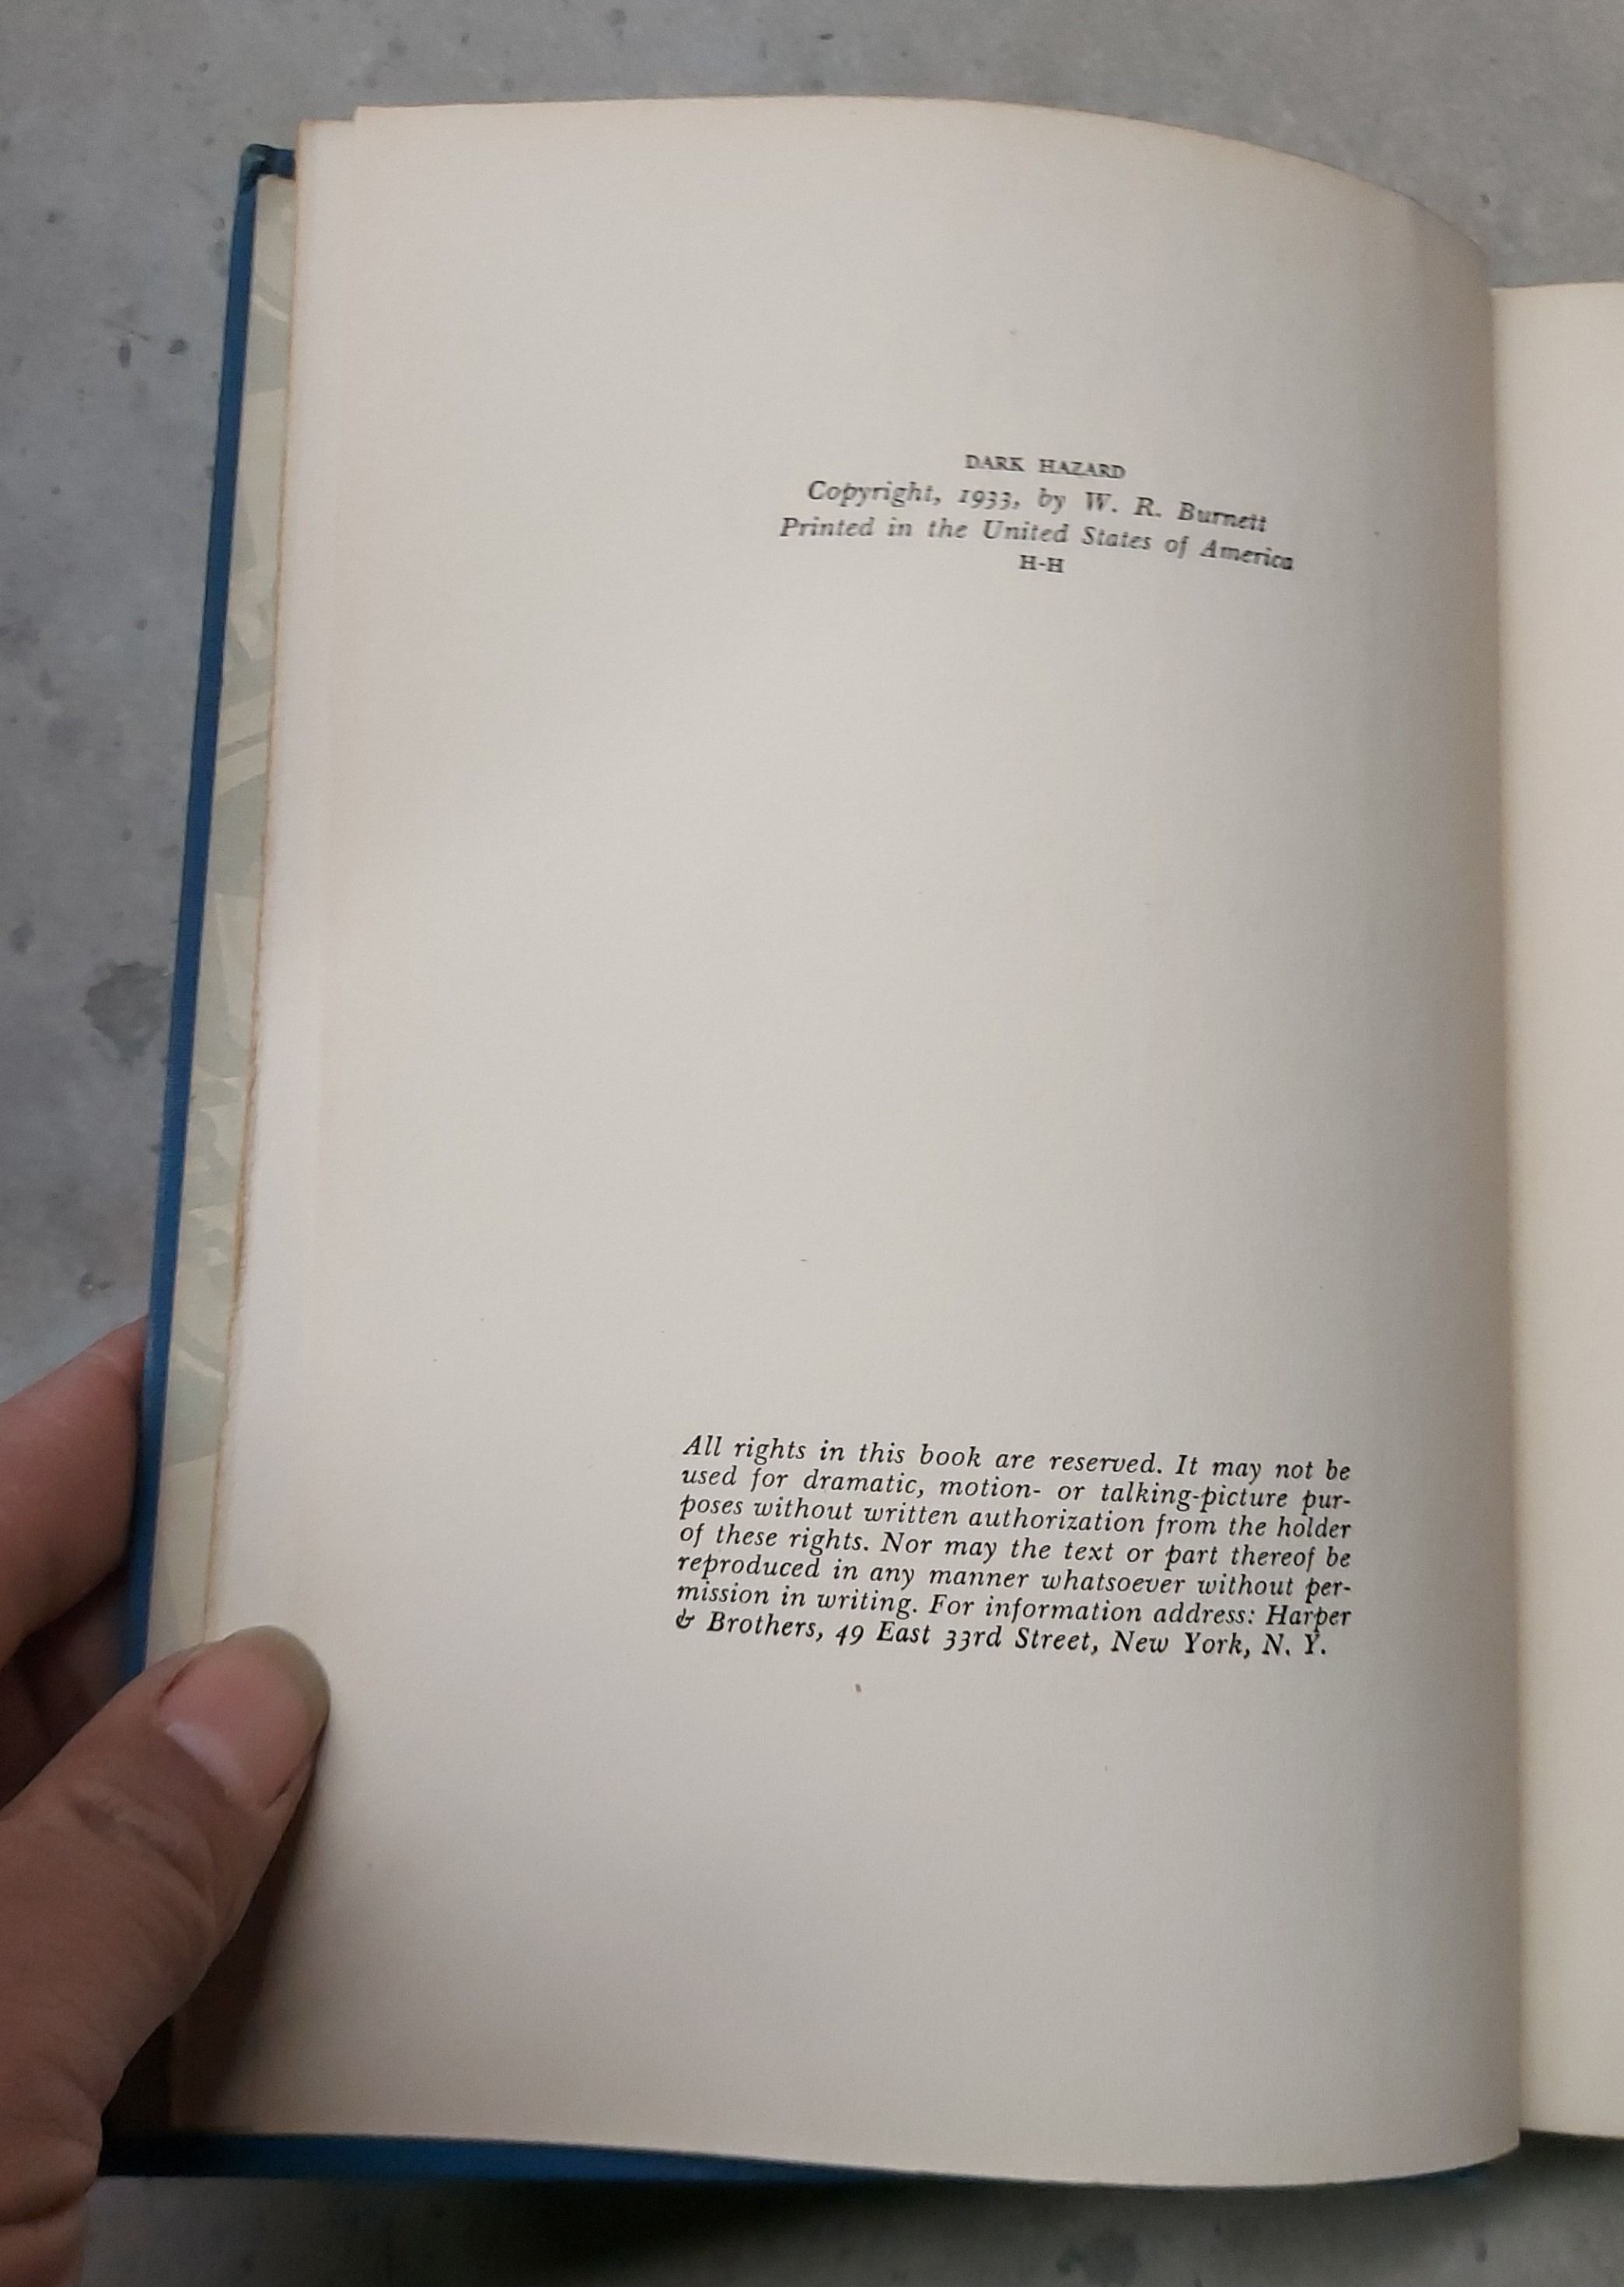 DARK HAZARD
Copyright, 1933, by W. R. Burnett
Printed in the United States of America
H-H
All rights in this book are reserved. It may not be
used for dramatic, motion- or talking-picture pur-
poses without written authorization from the holder
of these rights. Nor may the text or part thereof be
reproduced in any manner whatsoever without per-
mission in writing. For information address: Harper
& Brothers, 49 East 33rd Street, New York, N. Y.